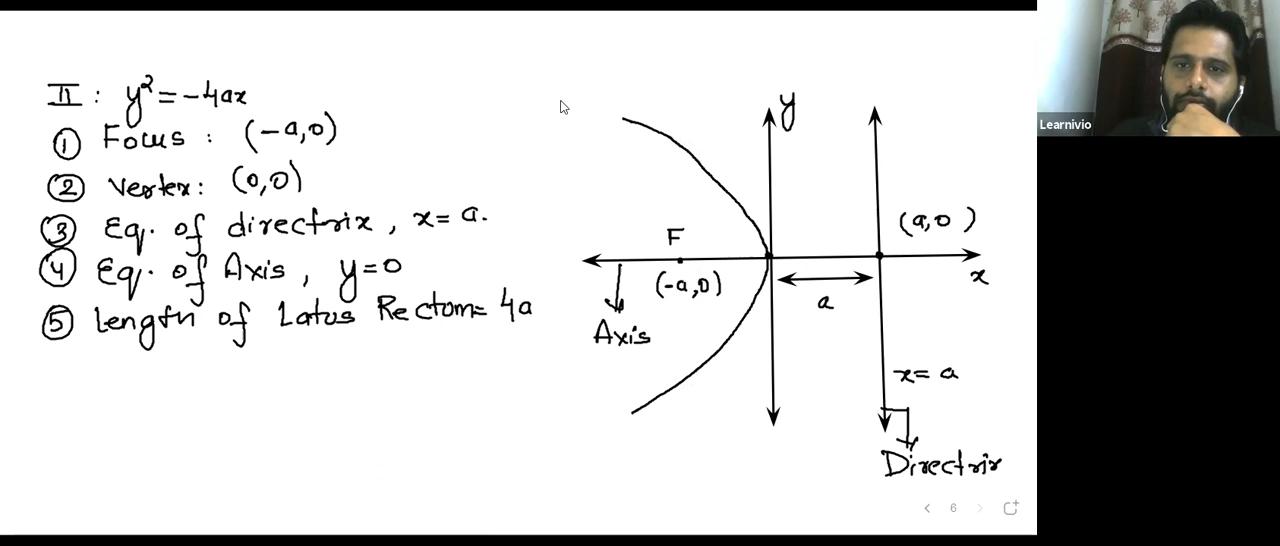 II : y² = -4ax
① Focus : (-a,0)
② Vertex: (0,0)
③ Eq. of directrix, x= a.
④ Eq. of Axis, y=0
⑤ Length of Latus Rectum= 4a
y
(a,0)
F
x
(-a,0)
a
Axis
x= a
Directrix
6
Learnivio